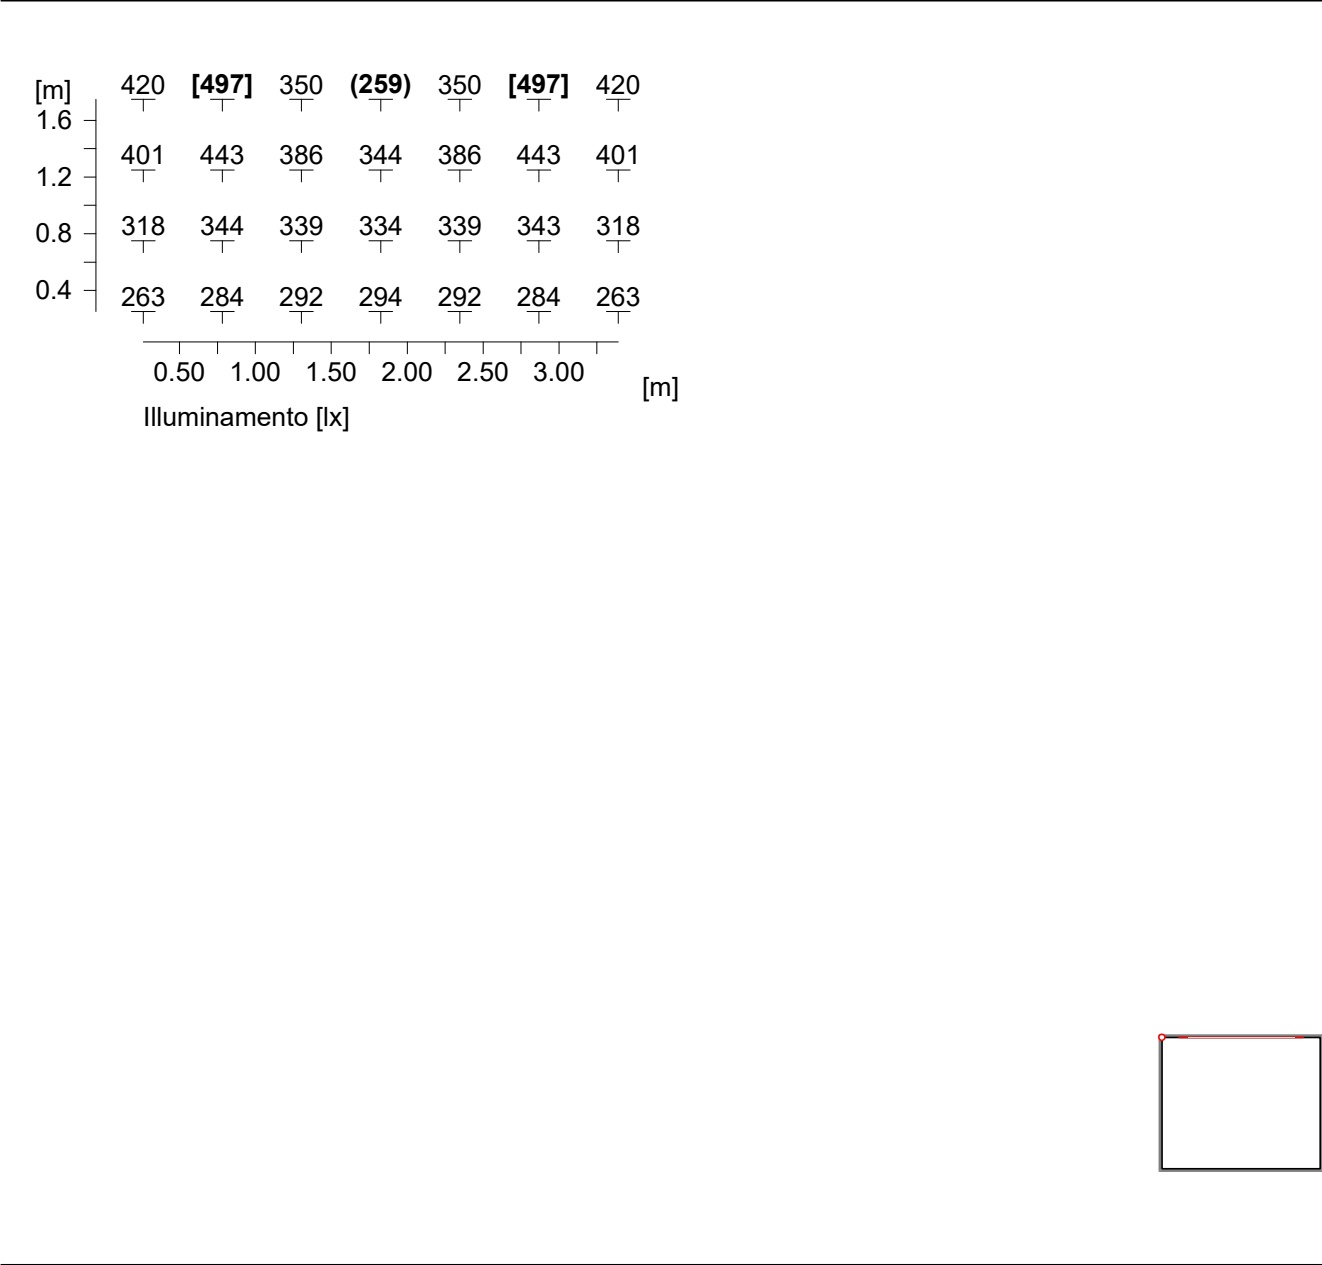 [m] 420 [497] 350 (259) 350 [497] 420
1.6
401 443 386 344 386 443 401
1.2
318 344 339 334 339 343 318
0.8
0.4 263 284 292 294 292 284 263
0.50 1.00 1.50 2.00 2.50 3.00 [m]
Illuminamento [lx]